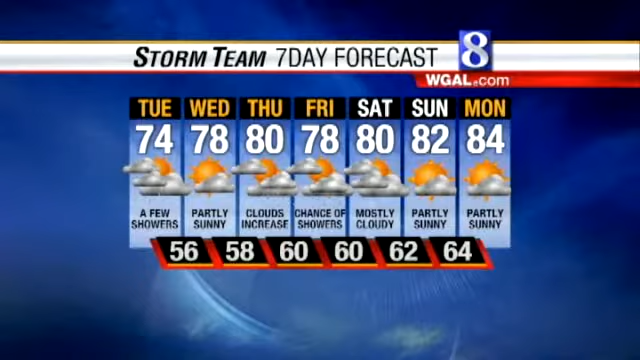 STORM TEAM 7DAY FORECAST 8
WGAL.com
TUE WED THU FRI SAT SUN MON
74 78 80 78 80 82 84
A FEW SHOWERS
PARTLY SUNNY
CLOUDS INCREASE
CHANCE OF SHOWERS
MOSTLY CLOUDY
PARTLY SUNNY
PARTLY SUNNY
56 58 60 60 62 64